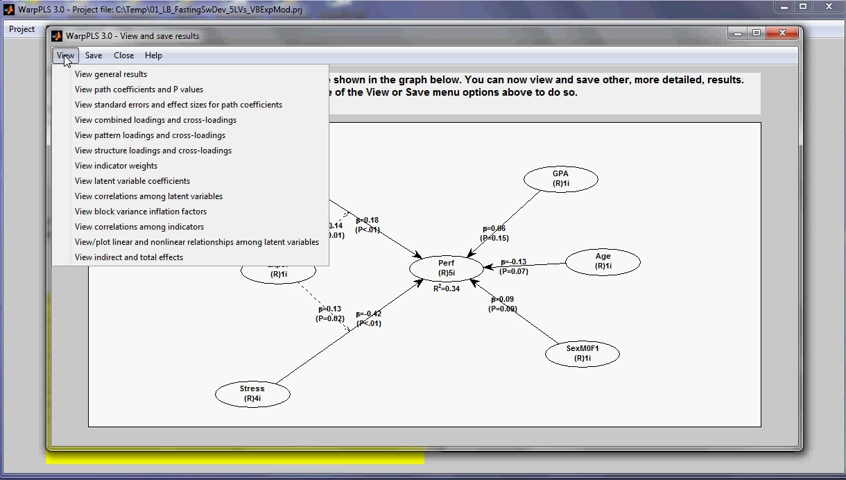 WarpPLS 3.0 - Project file: C:\Temp\01_LB_FastingSwDev_5LVs_VBExpMod.prj
Project
WarpPLS 3.0 - View and save results
View Save Close Help
shown in the graph below. You can now view and save other, more detailed, results.
e of the View or Save menu options above to do so.
View general results
View path coefficients and P values
View standard errors and effect sizes for path coefficients
View combined loadings and cross-loadings
View pattern loadings and cross-loadings
View structure loadings and cross-loadings
View indicator weights
View latent variable coefficients
View correlations among latent variables
View block variance inflation factors
View correlations among indicators
View/plot linear and nonlinear relationships among latent variables
View indirect and total effects
GPA
(R)1i
β=0.18
(P<.01)
.14
.01)
β=0.06
(P=0.15)
Perf
(R)5i
R²=0.34
β=-0.13
(P=0.07)
Age
(R)1i
(R)1i
β=0.13
(P=0.02)
β=-0.42
(P<.01)
β=0.09
(P=0.09)
SexM0F1
(R)1i
Stress
(R)4i